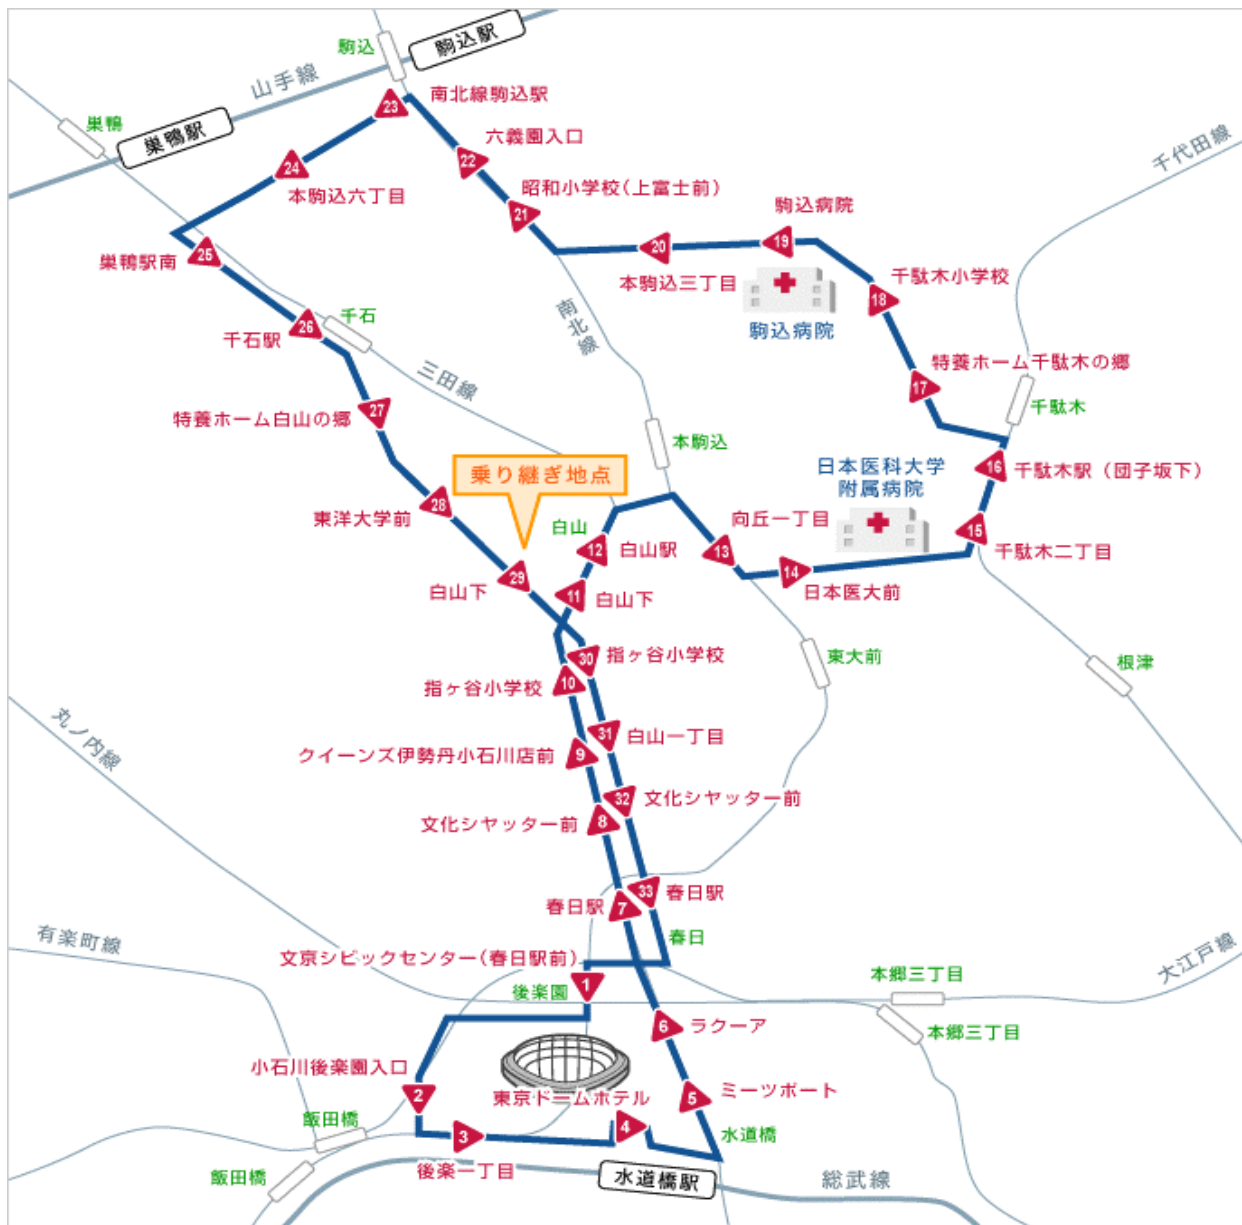 駒込
駒込駅
山手線
巣鴨
巣鴨駅
23
南北線駒込駅
22
六義園入口
24
本駒込六丁目
21
昭和小学校(上富士前)
千代田線
25
巣鴨駅南
20
本駒込三丁目
19
駒込病院
駒込病院
18
千駄木小学校
26
千石駅
千石
南北線
三田線
17
特養ホーム千駄木の郷
千駄木
27
特養ホーム白山の郷
本駒込
乗り継ぎ地点
日本医科大学
附属病院
16
千駄木駅（団子坂下）
28
東洋大学前
白山
12
白山駅
13
向丘一丁目
15
千駄木二丁目
29
白山下
11
白山下
14
日本医大前
30
指ヶ谷小学校
10
指ヶ谷小学校
東大前
根津
丸ノ内線
31
白山一丁目
9
クイーンズ伊勢丹小石川店前
32
文化シヤッター前
8
文化シヤッター前
33
春日駅
7
春日駅
春日
有楽町線
文京シビックセンター(春日駅前)
1
後楽園
本郷三丁目
大江戸線
本郷三丁目
6
ラクーア
小石川後楽園入口
2
5
ミーツポート
東京ドームホテル
4
飯田橋
3
後楽一丁目
水道橋
飯田橋
水道橋駅
総武線